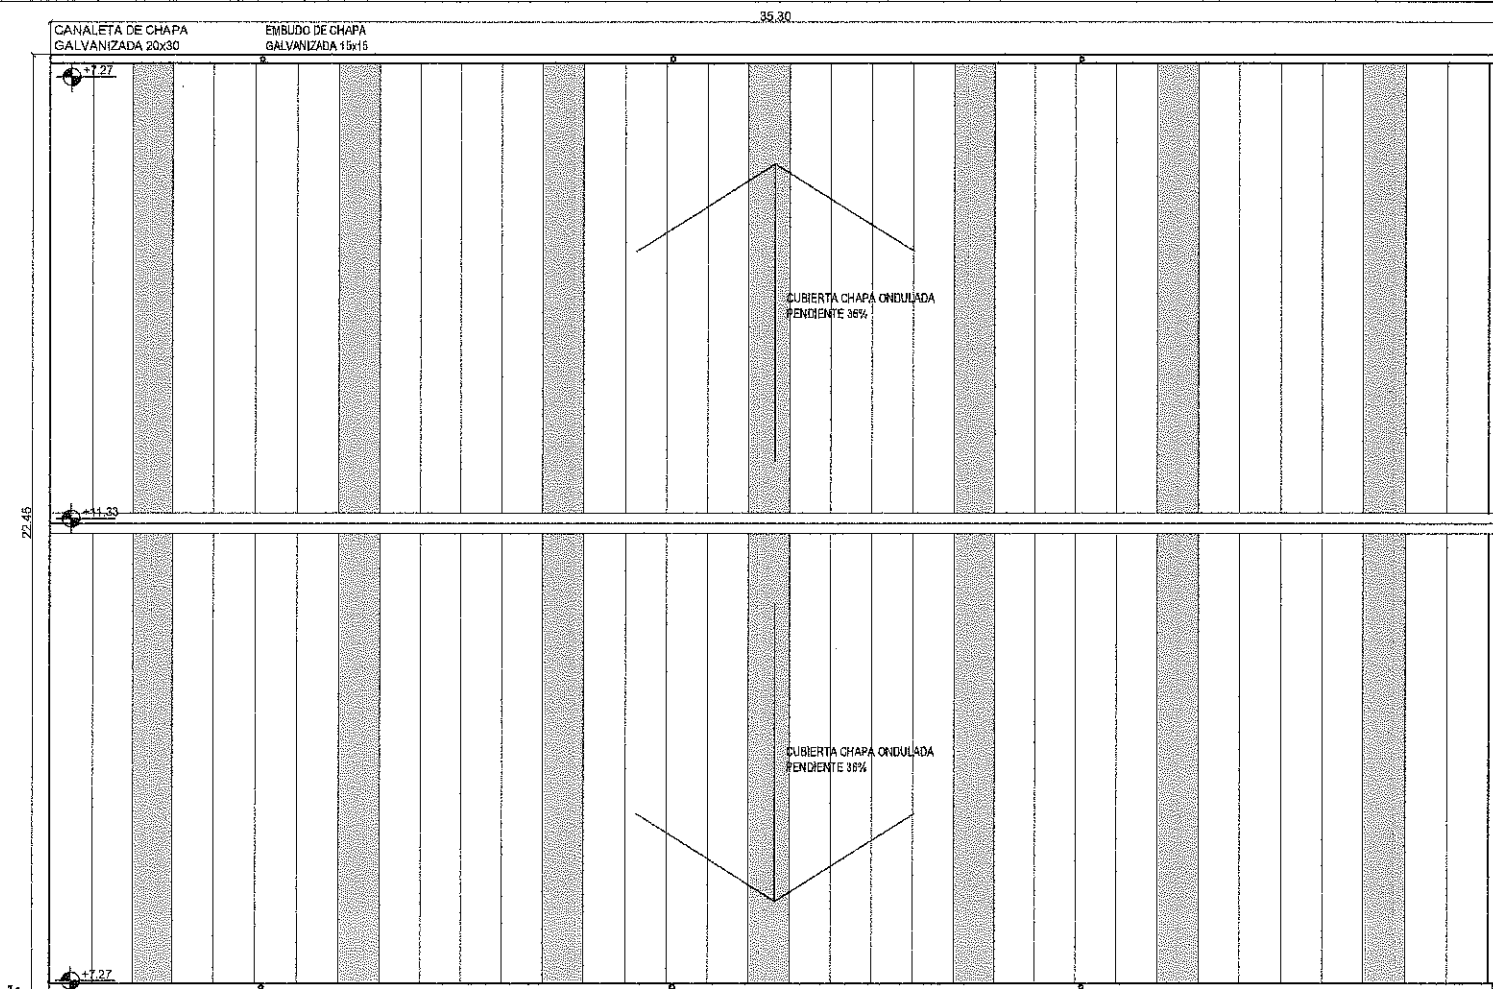 35.30
CANALETA DE CHAPA
GALVANIZADA 20x30
EMBUDO DE CHAPA
GALVANIZADA 15x15
+7.27
CUBIERTA CHAPA ONDULADA
PENDIENTE 36%
+11.33
22.45
CUBIERTA CHAPA ONDULADA
PENDIENTE 36%
+7.27